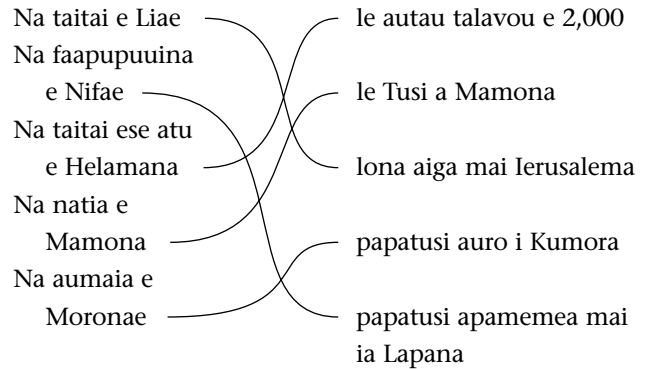 Na taitai e Liae
Na faapupuuina
e Nifae
Na taitai ese atu
e Helamana
Na natia e
Mamona
Na aumaia e
Moronae
le autau talavou e 2,000
le Tusi a Mamona
lona aiga mai Ierusalema
papatusi auro i Kumora
papatusi apamemea mai
ia Lapana